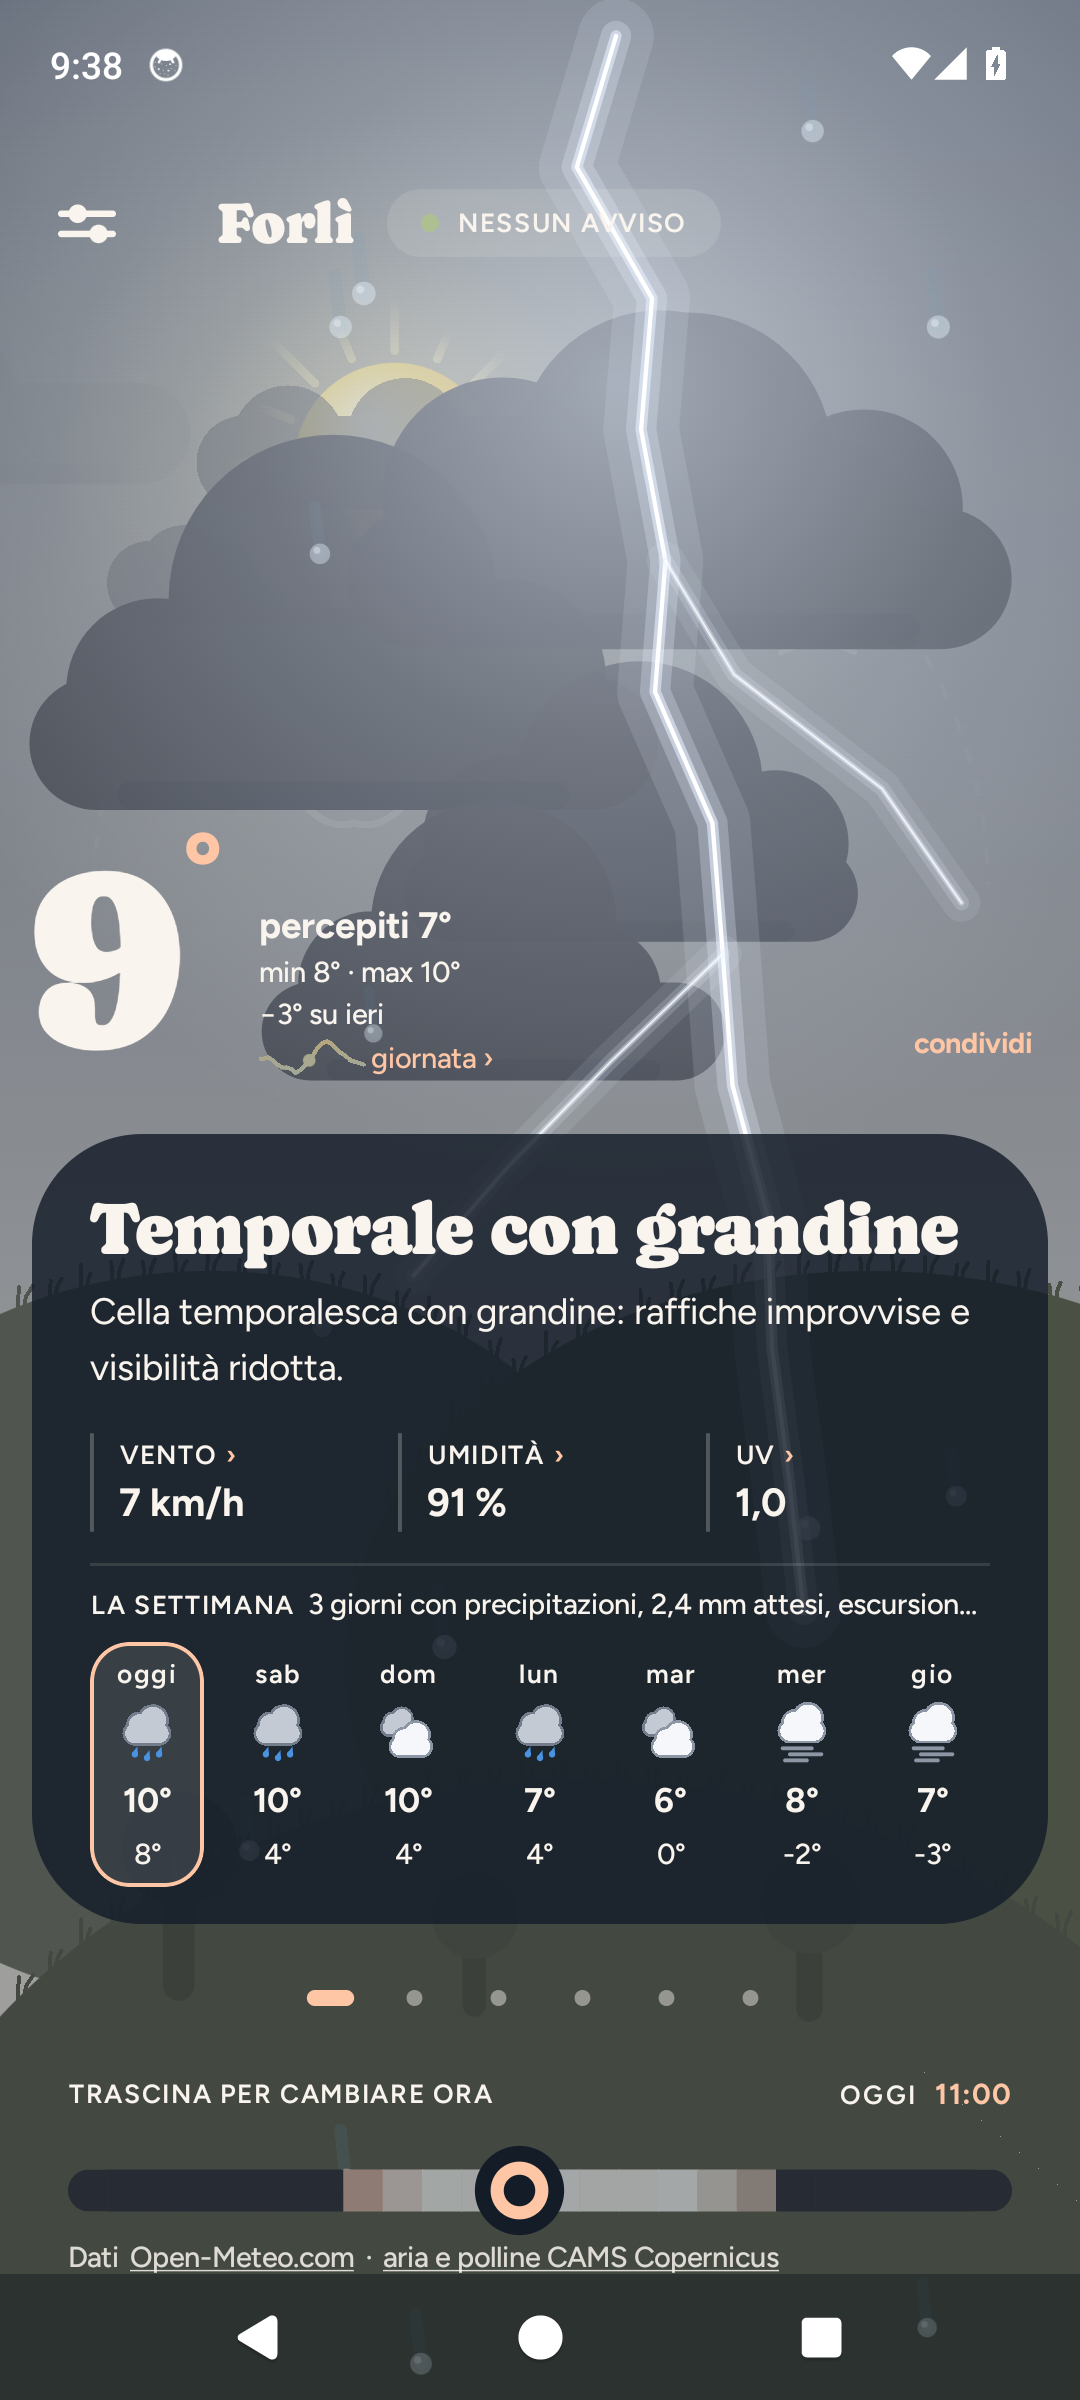 9:38
Forlì NESSUN AVVISO
9°
percepiti 7°
min 8° · max 10°
−3° su ieri
giornata ›
condividi
Temporale con grandine
Cella temporalesca con grandine: raffiche improvvise e
visibilità ridotta.
VENTO › UMIDITÀ › UV ›
7 km/h 91 % 1,0
LA SETTIMANA 3 giorni con precipitazioni, 2,4 mm attesi, escursion...
oggi sab dom lun mar mer gio
10° 10° 10° 7° 6° 8° 7°
8° 4° 4° 4° 0° -2° -3°
TRASCINA PER CAMBIARE ORA OGGI 11:00
Dati Open-Meteo.com · aria e polline CAMS Copernicus